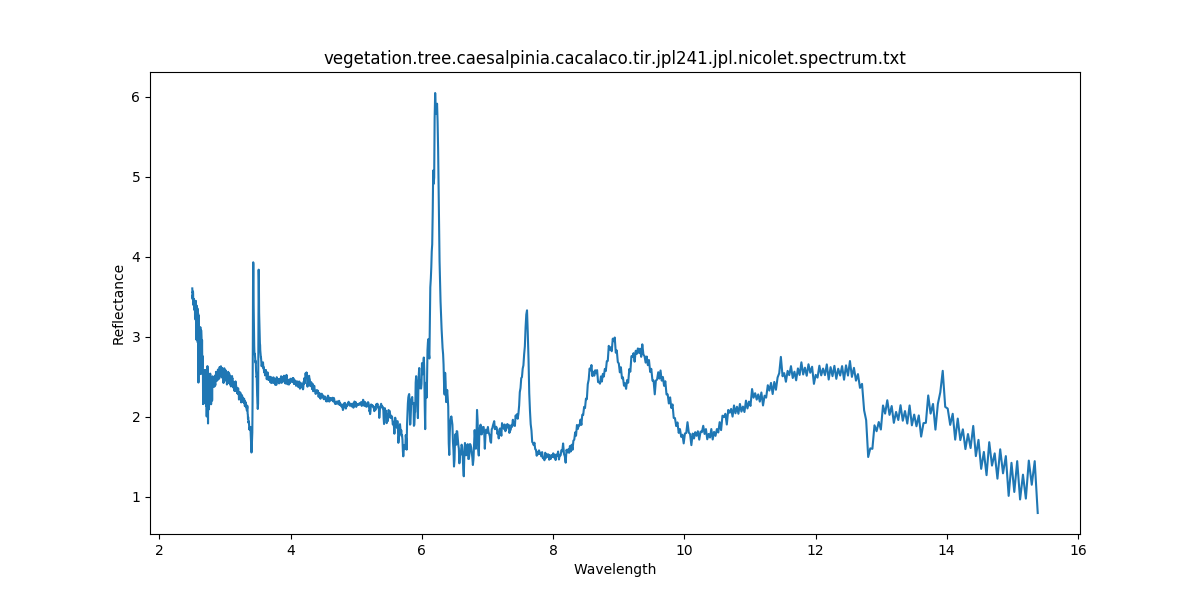 vegetation.tree.caesalpinia.cacalaco.tir.jpl241.jpl.nicolet.spectrum.txt
6
5
4
3
2
1
Reflectance
2 4 6 8 10 12 14 16
Wavelength